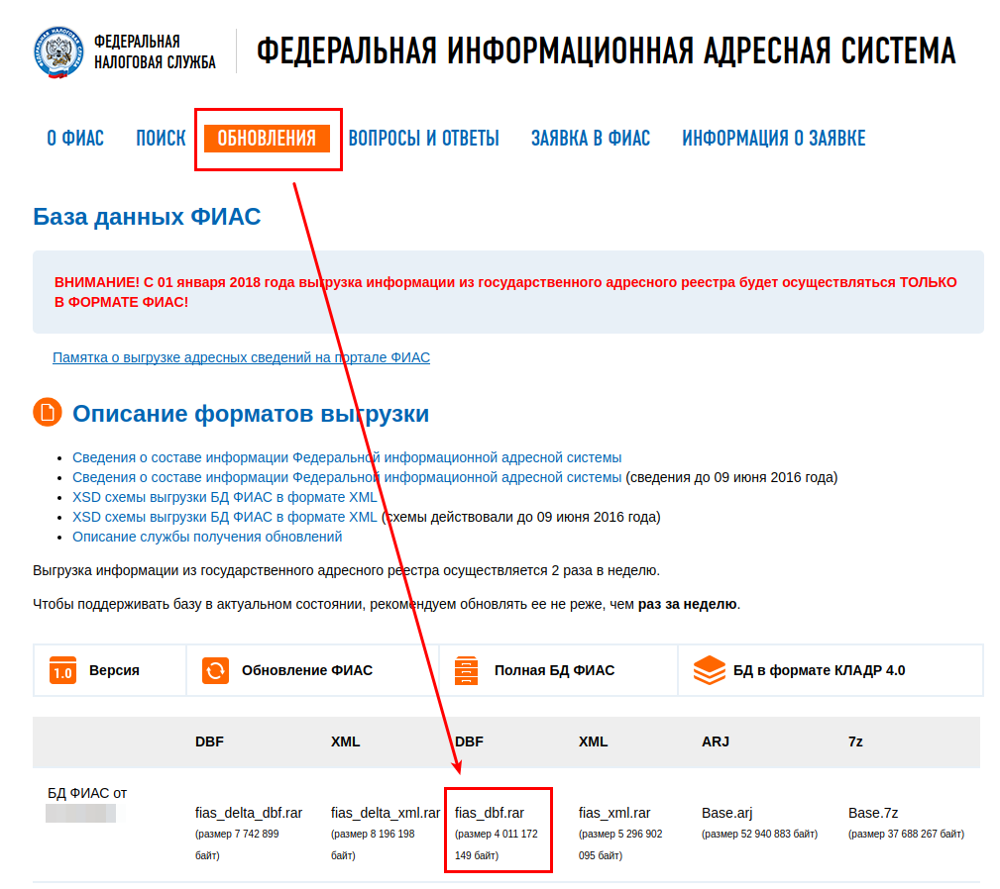 ФЕДЕРАЛЬНАЯ
НАЛОГОВАЯ СЛУЖБА
ФЕДЕРАЛЬНАЯ ИНФОРМАЦИОННАЯ АДРЕСНАЯ СИСТЕМА
О ФИАС ПОИСК ОБНОВЛЕНИЯ ВОПРОСЫ И ОТВЕТЫ ЗАЯВКА В ФИАС ИНФОРМАЦИЯ О ЗАЯВКЕ
База данных ФИАС
ВНИМАНИЕ! С 01 января 2018 года выгрузка информации из государственного адресного реестра будет осуществляться ТОЛЬКО
В ФОРМАТЕ ФИАС!
Памятка о выгрузке адресных сведений на портале ФИАС
Описание форматов выгрузки
• Сведения о составе информации Федеральной информационной адресной системы
• Сведения о составе информации Федеральной информационной адресной системы (сведения до 09 июня 2016 года)
• XSD схемы выгрузки БД ФИАС в формате XML
• XSD схемы выгрузки БД ФИАС в формате XML (схемы действовали до 09 июня 2016 года)
• Описание службы получения обновлений
Выгрузка информации из государственного адресного реестра осуществляется 2 раза в неделю.
Чтобы поддерживать базу в актуальном состоянии, рекомендуем обновлять ее не реже, чем раз за неделю.
1.0 Версия Обновление ФИАС Полная БД ФИАС БД в формате КЛАДР 4.0
DBF XML DBF XML ARJ 7z
БД ФИАС от
fias_delta_dbf.rar fias_delta_xml.rar fias_dbf.rar fias_xml.rar Base.arj Base.7z
(размер 7 742 899 (размер 8 196 198 (размер 4 011 172 (размер 5 296 902 (размер 52 940 883 байт) (размер 37 688 267 байт)
байт) байт) 149 байт) 095 байт)